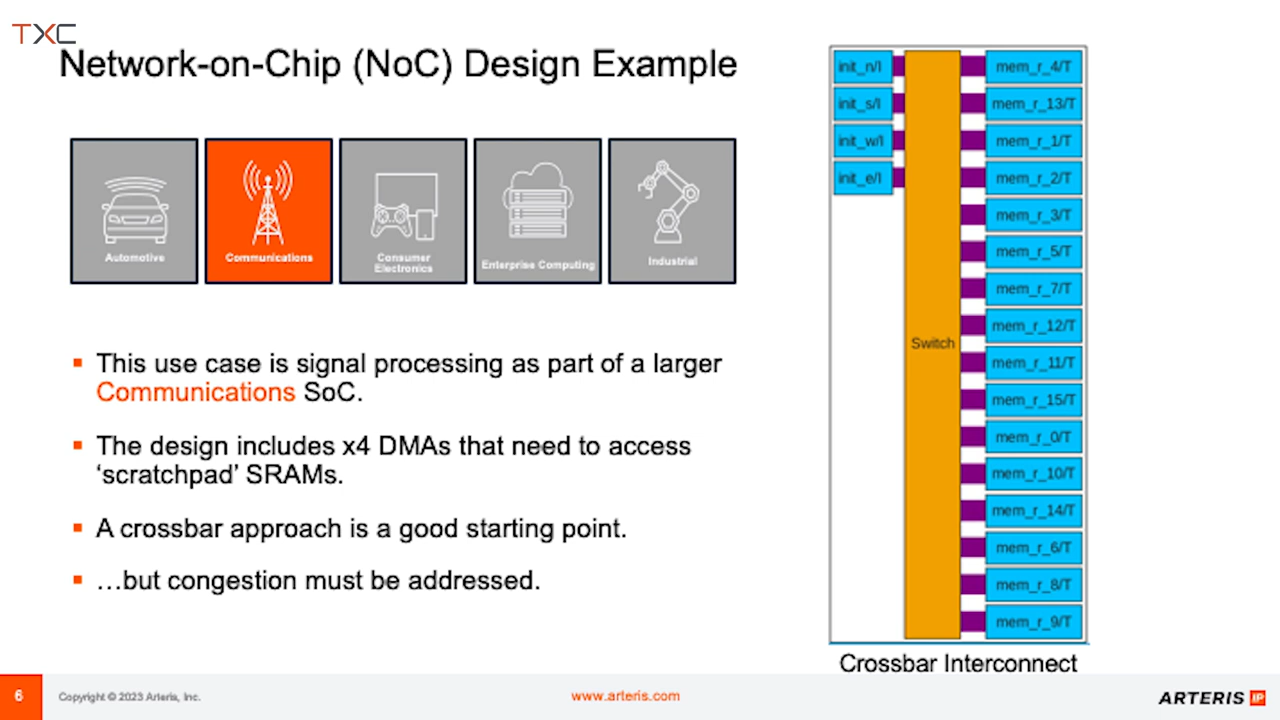 TXC
Network-on-Chip (NoC) Design Example
Automotive
Communications
Consumer
Electronics
Enterprise Computing
Industrial
▪ This use case is signal processing as part of a larger
Communications SoC.
▪ The design includes x4 DMAs that need to access
‘scratchpad’ SRAMs.
▪ A crossbar approach is a good starting point.
▪ …but congestion must be addressed.
init_n/I
init_s/I
init_w/I
init_e/I
Switch
mem_r_4/T
mem_r_13/T
mem_r_1/T
mem_r_2/T
mem_r_3/T
mem_r_5/T
mem_r_7/T
mem_r_12/T
mem_r_11/T
mem_r_15/T
mem_r_0/T
mem_r_10/T
mem_r_14/T
mem_r_6/T
mem_r_8/T
mem_r_9/T
Crossbar Interconnect
6
Copyright © 2023 Arteris, Inc.
www.arteris.com
ARTERIS IP